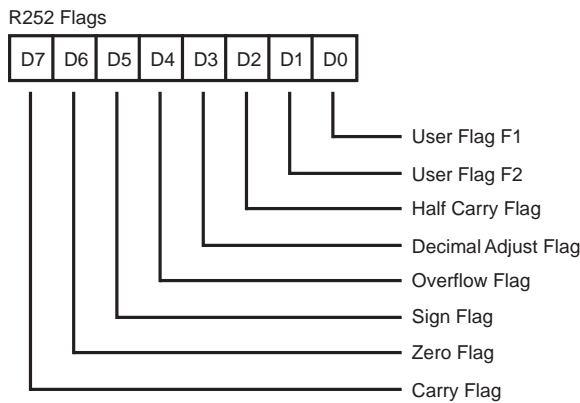 R252 Flags
D7 D6 D5 D4 D3 D2 D1 D0
User Flag F1
User Flag F2
Half Carry Flag
Decimal Adjust Flag
Overflow Flag
Sign Flag
Zero Flag
Carry Flag